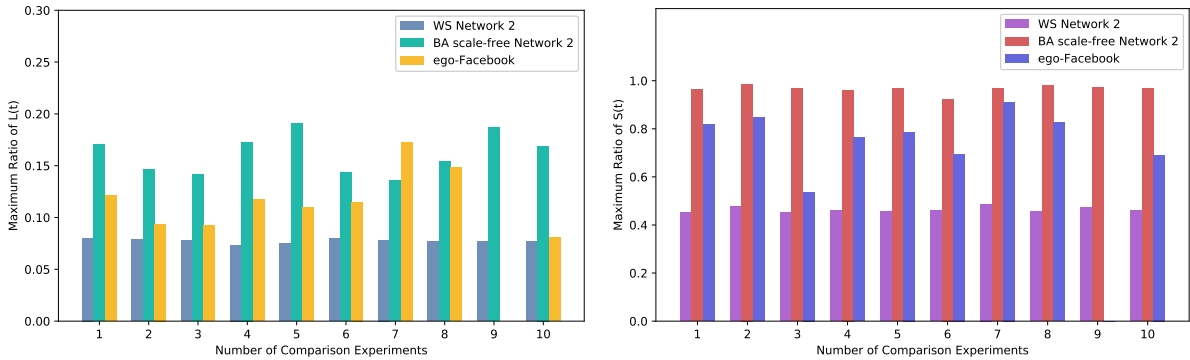 0.30
0.25
0.20
0.15
0.10
0.05
0.00
Maximum Ratio of L(t)
WS Network 2
BA scale-free Network 2
ego-Facebook
1 2 3 4 5 6 7 8 9 10
Number of Comparison Experiments
1.0
0.8
0.6
0.4
0.2
0.0
Maximum Ratio of S(t)
WS Network 2
BA scale-free Network 2
ego-Facebook
1 2 3 4 5 6 7 8 9 10
Number of Comparison Experiments